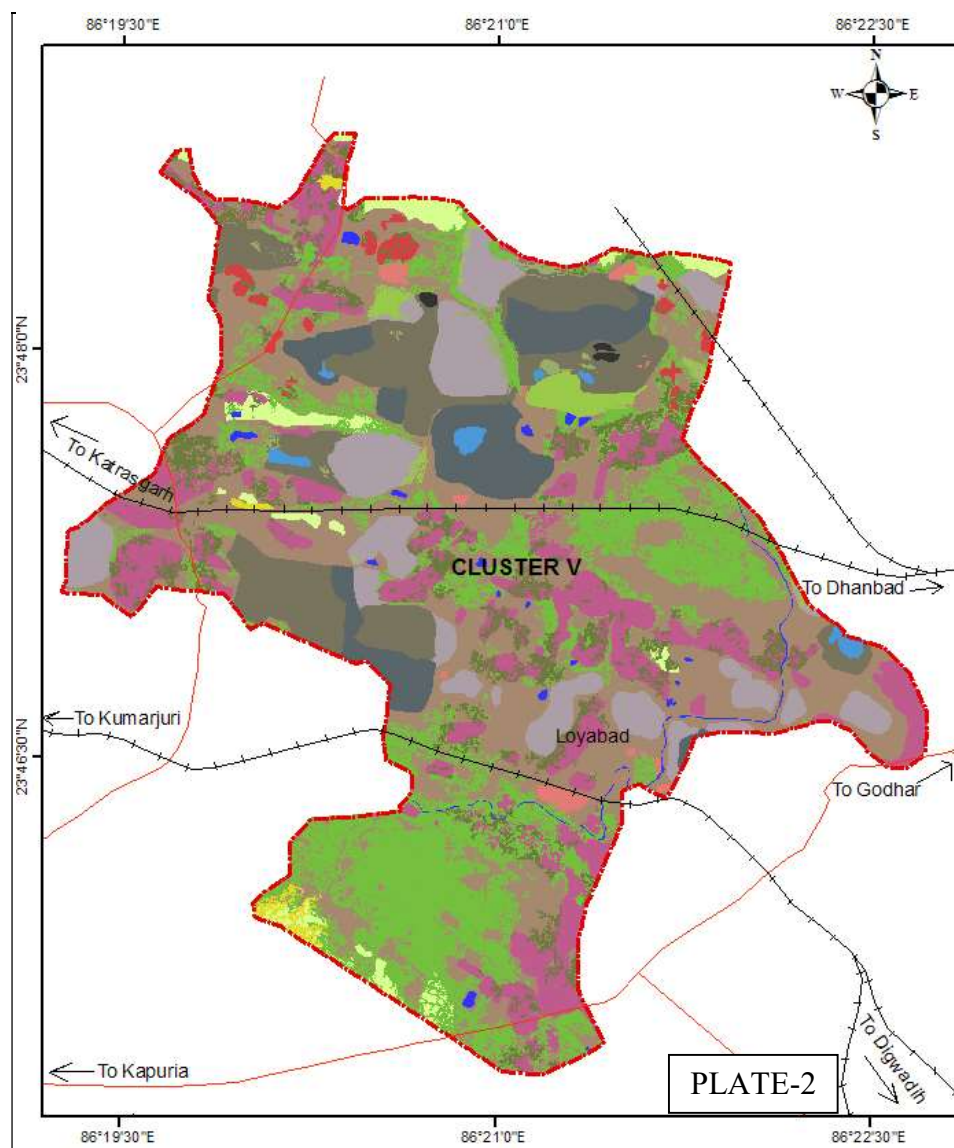 86°19'30"E
86°21'0"E
86°22'30"E
N
W
E
S
23°48'0"N
To Katrasgarh
CLUSTER V
To Dhanbad
To Kumarjuri
Loyabad
23°46'30"N
To Godhar
To Kapuria
To Digwadih
PLATE-2
86°19'30"E
86°21'0"E
86°22'30"E